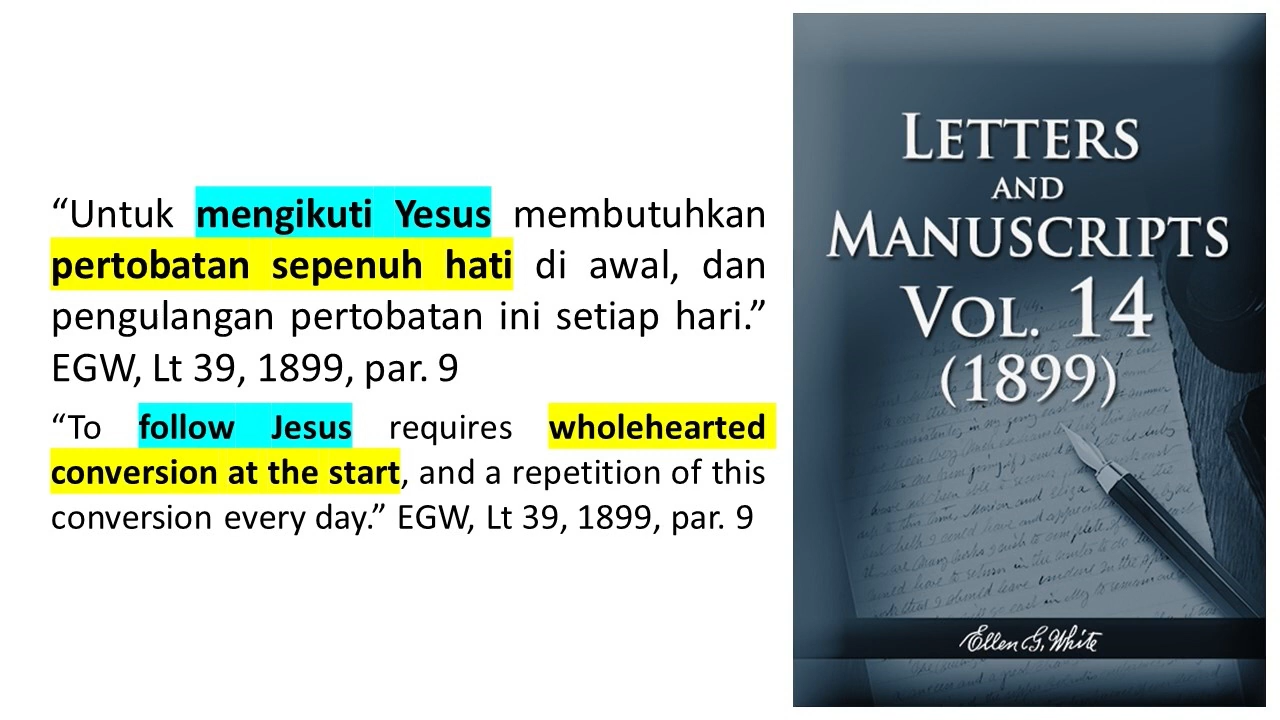 “Untuk mengikuti Yesus membutuhkan
pertobatan sepenuh hati di awal, dan
pengulangan pertobatan ini setiap hari.”
EGW, Lt 39, 1899, par. 9
“To follow Jesus requires wholehearted
conversion at the start, and a repetition of this
conversion every day.” EGW, Lt 39, 1899, par. 9
LETTERS
AND
MANUSCRIPTS
VOL. 14
(1899)
Ellen G. White